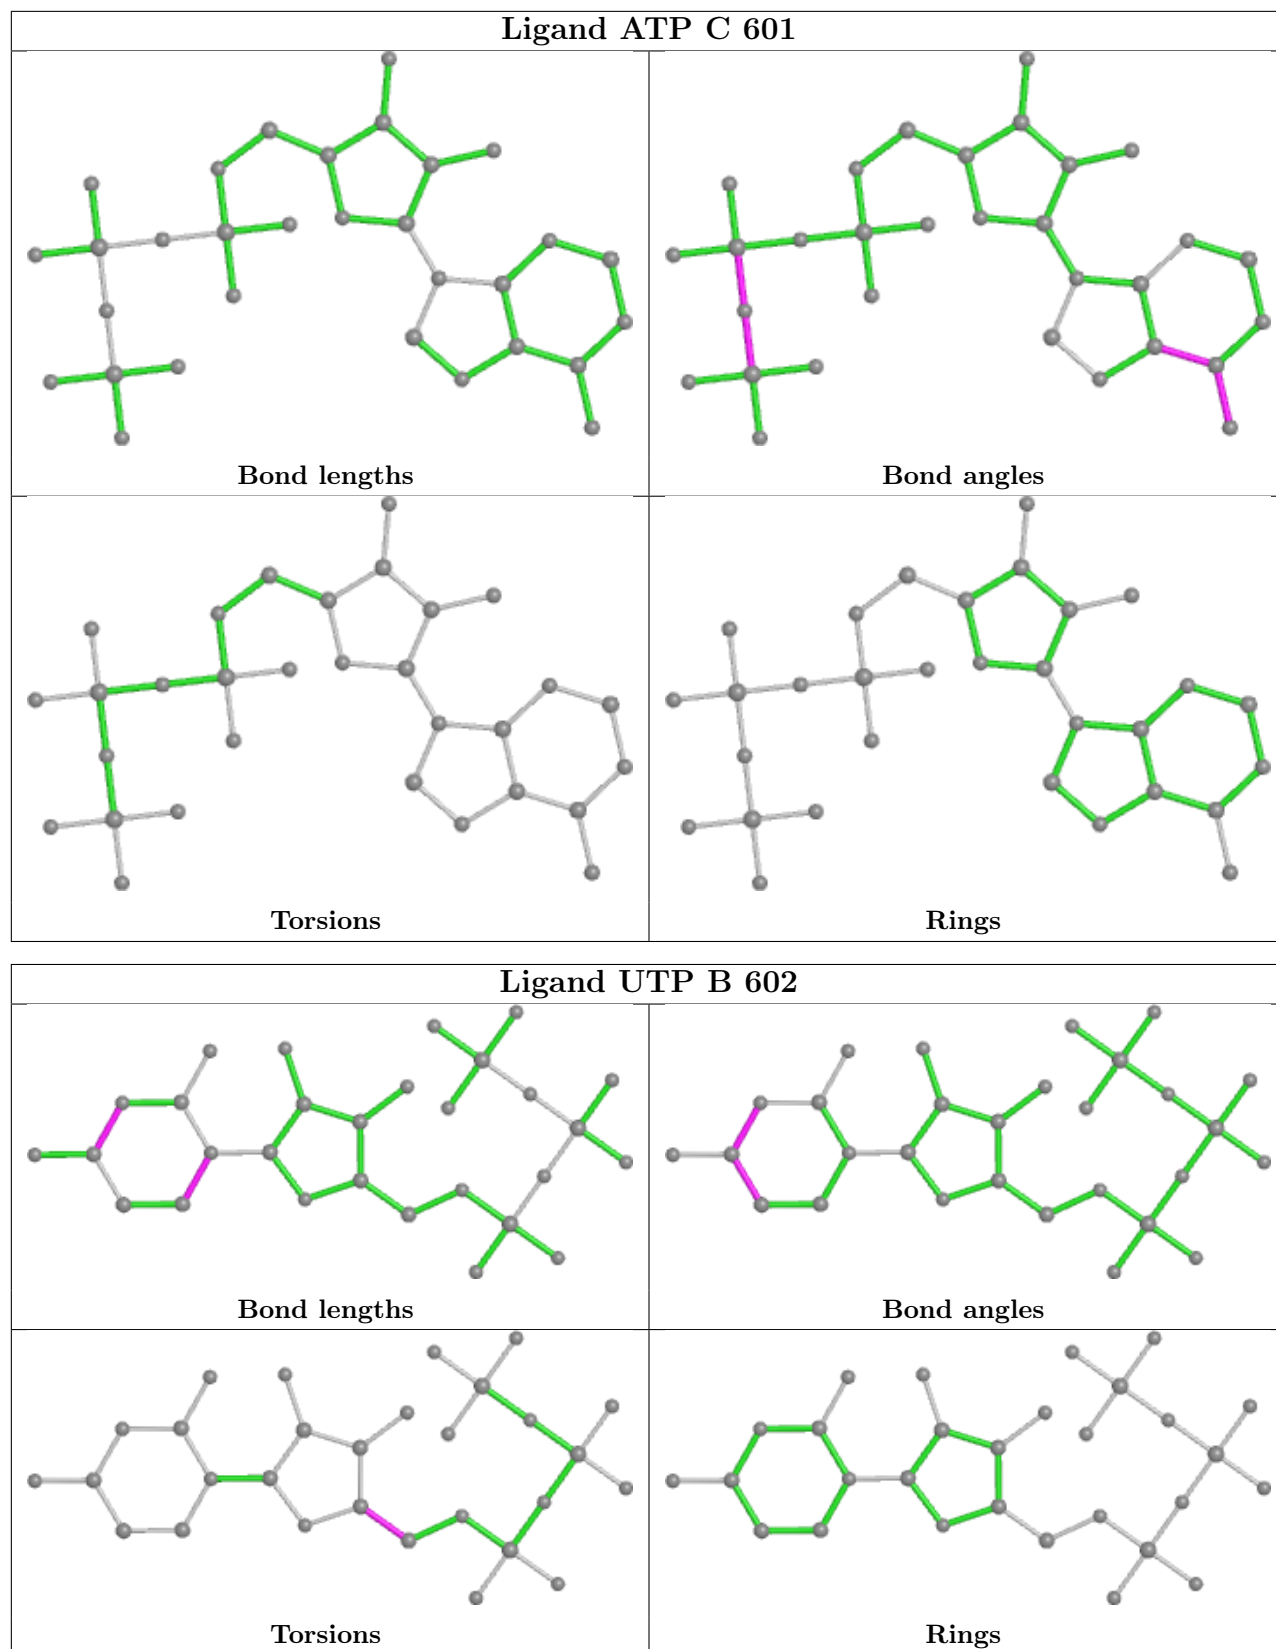 Ligand ATP C 601
Bond lengths
Bond angles
Torsions
Rings
Ligand UTP B 602
Bond lengths
Bond angles
Torsions
Rings